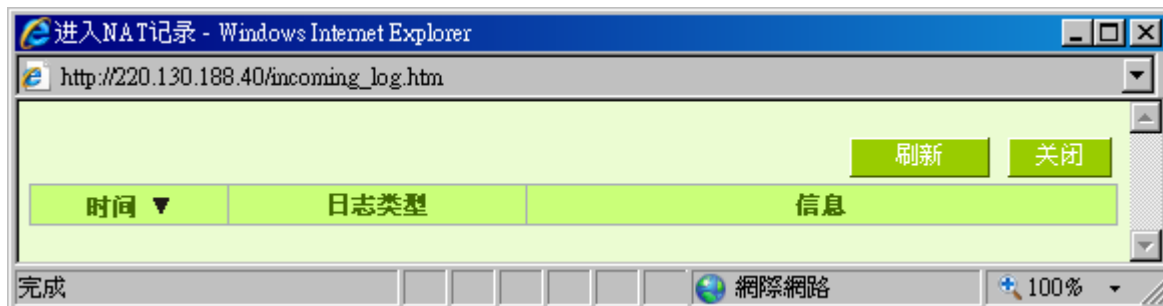 进入NAT记录 - Windows Internet Explorer
http://220.130.188.40/incoming_log.htm
刷新 关闭
时间 ▼ 日志类型 信息
完成 網際網路 100%